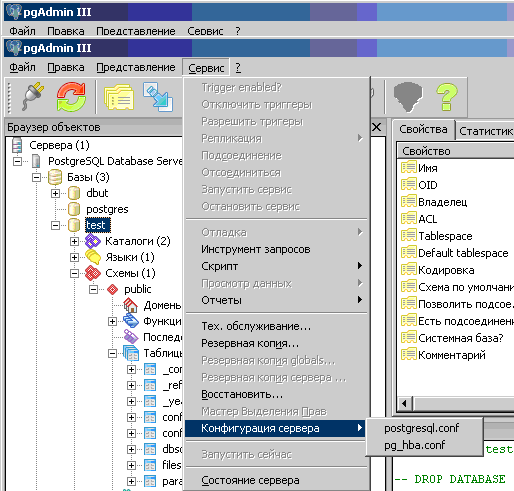 pgAdmin III
Файл Правка Представление Сервис ?
pgAdmin III
Файл Правка Представление Сервис ?
Браузер объектов
Сервера (1)
PostgreSQL Database Serve
Базы (3)
dbut
postgres
test
Каталоги (2)
Языки (1)
Схемы (1)
public
Домены
Функци
Послед
Таблицы
_con
_ref
_yea
conf
conf
dbso
files
para
Trigger enabled?
Отключить триггеры
Разрешить тригеры
Репликация
Подсоединение
Отсоединиться
Запустить сервис
Остановить сервис
Отладка
Инструмент запросов
Скрипт
Просмотр данных
Отчеты
Тех. обслуживание...
Резервная копия...
Резервная копия globals...
Резервная копия сервера ...
Восстановить...
Мастер Выделения Прав
Конфигурация сервера
Запустить сейчас
Состояние сервера
postgresql.conf
pg_hba.conf
Свойства Статистик
Свойство
Имя
OID
Владелец
ACL
Tablespace
Default tablespace
Кодировка
Схема по умолчани
Позволить подсое
Есть подсоединен
Системная база?
Комментарий
test
-- DROP DATABASE